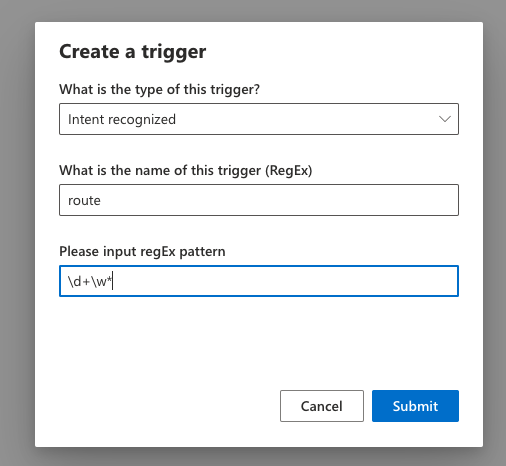 Create a trigger
What is the type of this trigger?
Intent recognized
What is the name of this trigger (RegEx)
route
Please input regEx pattern
\d+\w*
Cancel
Submit